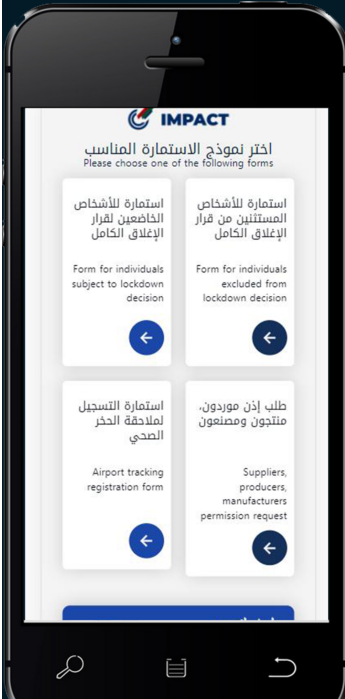 IMPACT
اختر نموذج الاستمارة المناسب
Please choose one of the following forms
استمارة للأشخاص
المستثنين من قرار
الإغلاق الكامل
Form for individuals
excluded from
lockdown decision
استمارة للأشخاص
الخاضعين لقرار
الإغلاق الكامل
Form for individuals
subject to lockdown
decision
طلب إذن موردون،
منتجون ومصنعون
Suppliers,
producers,
manufacturers
permission request
استمارة التسجيل
لملاحقة الحجر
الصحي
Airport tracking
registration form